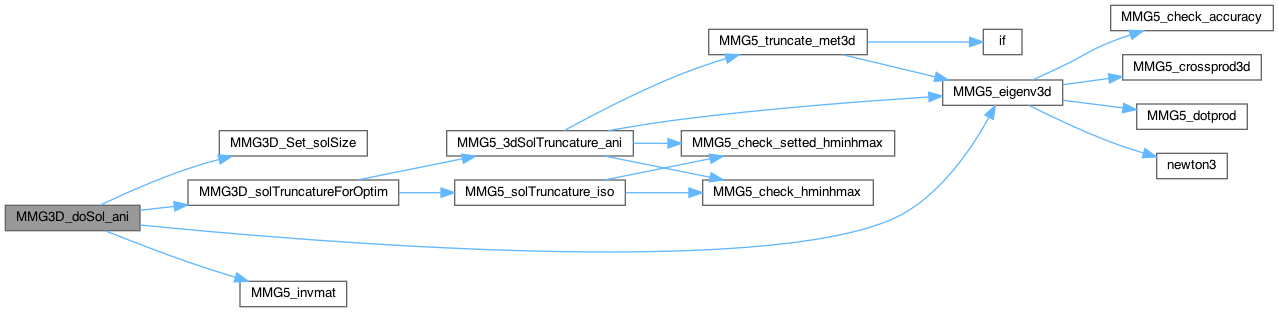 MMG5_check_accuracy
MMG5_truncate_met3d
if
MMG5_crossprod3d
MMG5_eigenv3d
MMG5_dotprod
MMG3D_Set_solSize
MMG5_3dSolTruncature_ani
MMG5_check_setted_hminhmax
newton3
MMG3D_solTruncatureForOptim
MMG5_solTruncature_iso
MMG5_check_hminhmax
MMG3D_doSol_ani
MMG5_invmat